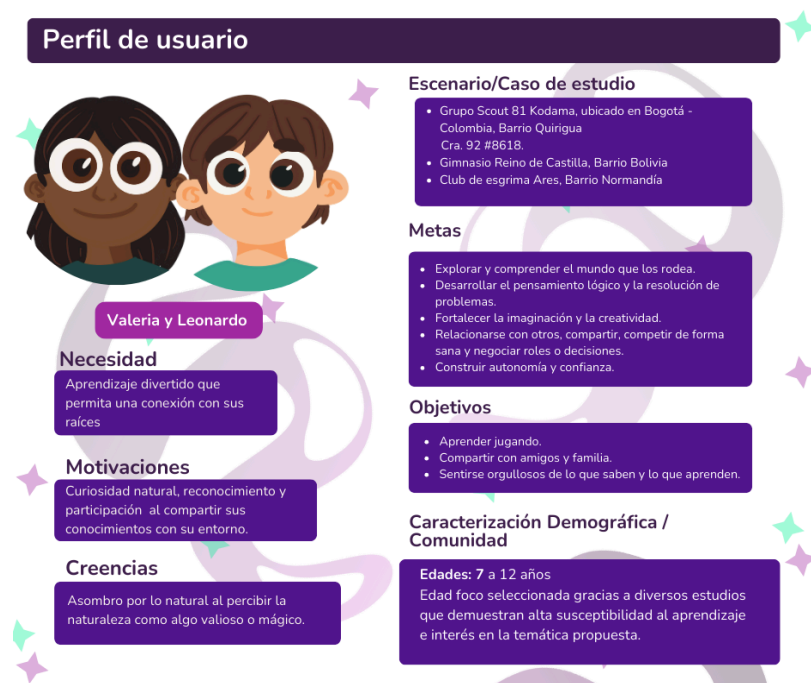 Perfil de usuario
Valeria y Leonardo
Necesidad
Aprendizaje divertido que
permita una conexión con sus
raíces
Motivaciones
Curiosidad natural, reconocimiento y
participación al compartir sus
conocimientos con su entorno.
Creencias
Asombro por lo natural al percibir la
naturaleza como algo valioso o mágico.
Escenario/Caso de estudio
• Grupo Scout 81 Kodama, ubicado en Bogotá -
Colombia, Barrio Quirigua
Cra. 92 #8618.
• Gimnasio Reino de Castilla, Barrio Bolivia
• Club de esgrima Ares, Barrio Normandía
Metas
• Explorar y comprender el mundo que los rodea.
• Desarrollar el pensamiento lógico y la resolución de
problemas.
• Fortalecer la imaginación y la creatividad.
• Relacionarse con otros, compartir, competir de forma
sana y negociar roles o decisiones.
• Construir autonomía y confianza.
Objetivos
• Aprender jugando.
• Compartir con amigos y familia.
• Sentirse orgullosos de lo que saben y lo que aprenden.
Caracterización Demográfica /
Comunidad
Edades: 7 a 12 años
Edad foco seleccionada gracias a diversos estudios
que demuestran alta susceptibilidad al aprendizaje
e interés en la temática propuesta.